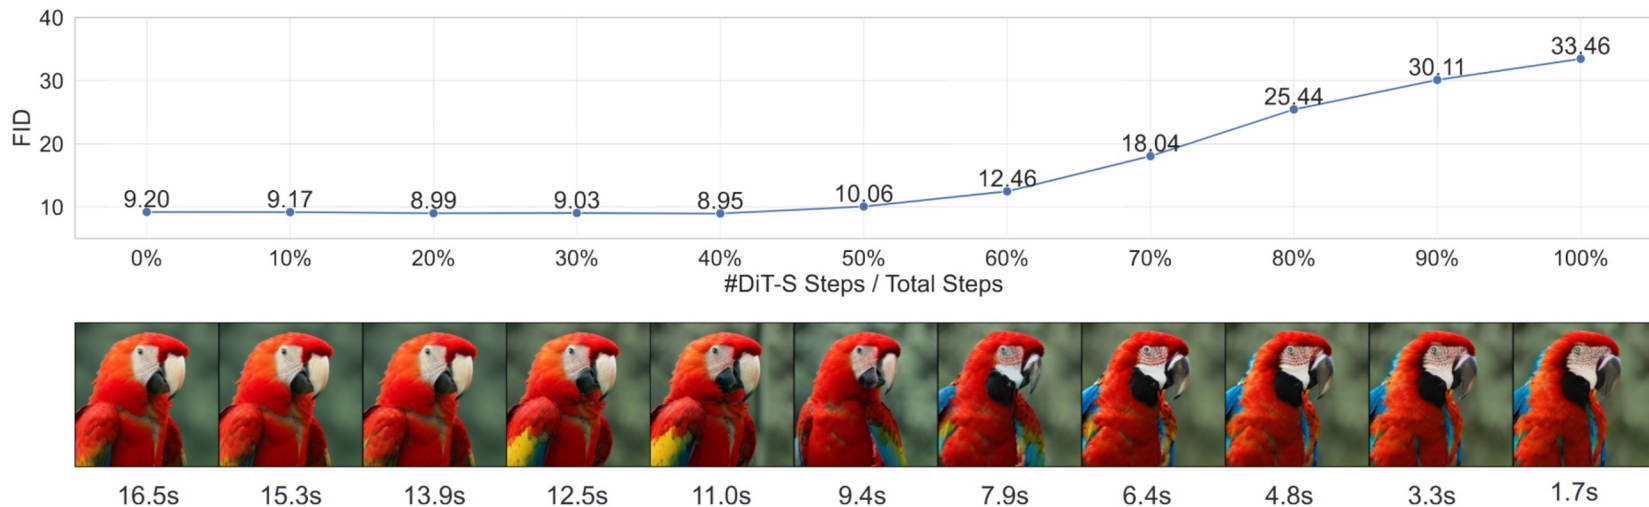 40
30
20
10
FID
9.20 9.17 8.99 9.03 8.95 10.06 12.46 18.04 25.44 30.11 33.46
0% 10% 20% 30% 40% 50% 60% 70% 80% 90% 100%
#DiT-S Steps / Total Steps
16.5s 15.3s 13.9s 12.5s 11.0s 9.4s 7.9s 6.4s 4.8s 3.3s 1.7s